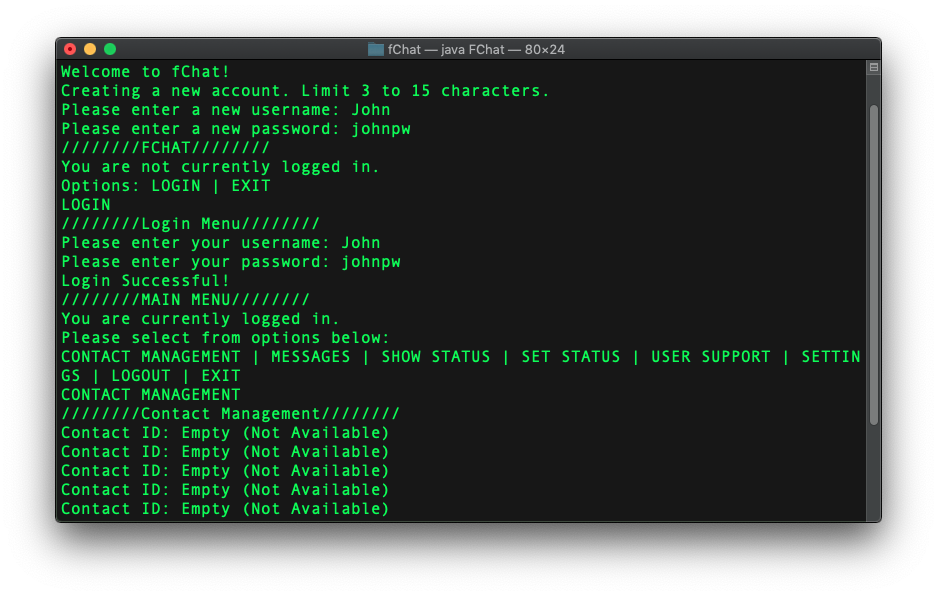 fChat — java FChat — 80×24
Welcome to fChat!
Creating a new account. Limit 3 to 15 characters.
Please enter a new username: John
Please enter a new password: johnpw
////////FCHAT////////
You are not currently logged in.
Options: LOGIN | EXIT
LOGIN
////////Login Menu////////
Please enter your username: John
Please enter your password: johnpw
Login Successful!
////////MAIN MENU////////
You are currently logged in.
Please select from options below:
CONTACT MANAGEMENT | MESSAGES | SHOW STATUS | SET STATUS | USER SUPPORT | SETTIN
GS | LOGOUT | EXIT
CONTACT MANAGEMENT
////////Contact Management////////
Contact ID: Empty (Not Available)
Contact ID: Empty (Not Available)
Contact ID: Empty (Not Available)
Contact ID: Empty (Not Available)
Contact ID: Empty (Not Available)